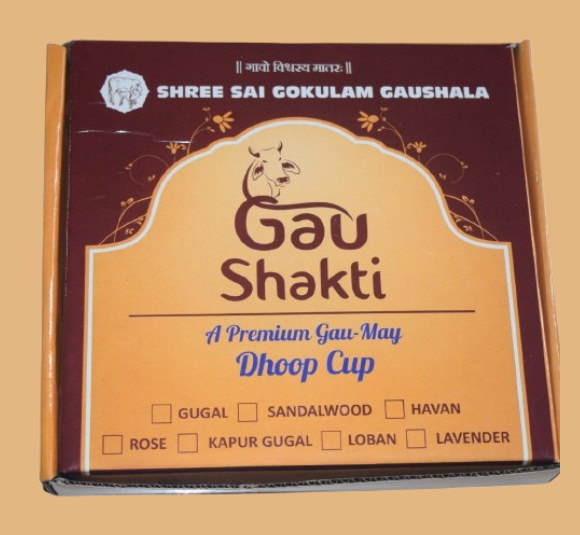 ॥ गावो विश्वस्य मातरः ॥
SHREE SAI GOKULAM GAUSHALA
Gau
Shakti
A Premium Gau-May
Dhoop Cup
GUGAL SANDALWOOD HAVAN
ROSE KAPUR GUGAL LOBAN LAVENDER